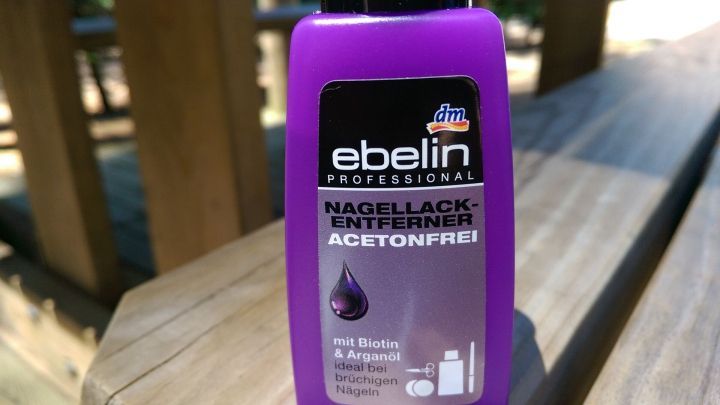 dm
ebelin
PROFESSIONAL
NAGELLACK-
ENTFERNER
ACETONFREI
mit Biotin
& Arganöl
ideal bei
brüchigen
Nägeln